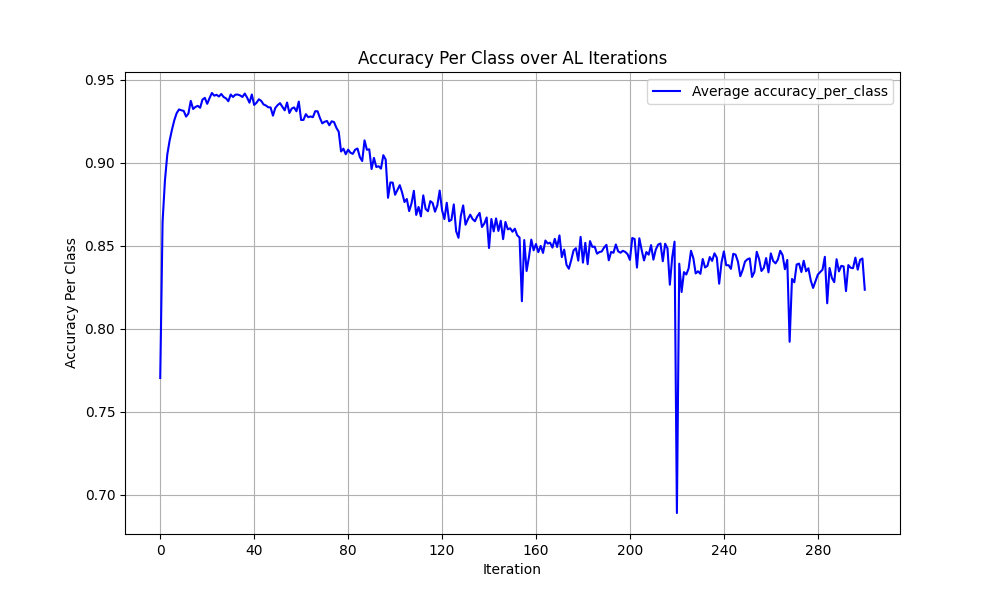 Accuracy Per Class over AL Iterations
Average accuracy_per_class
Accuracy Per Class
0.95
0.90
0.85
0.80
0.75
0.70
0 40 80 120 160 200 240 280
Iteration